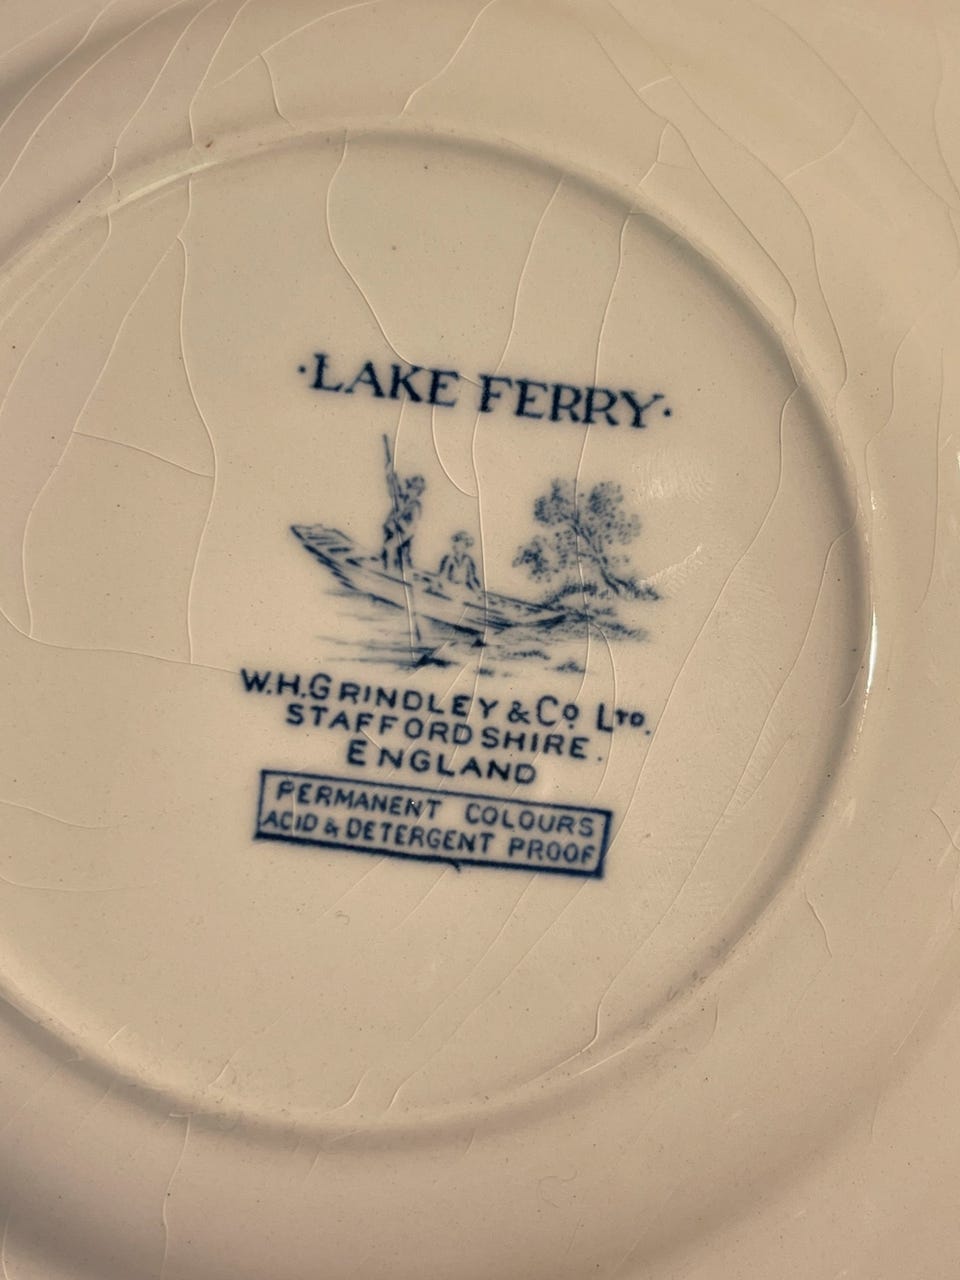 ·LAKE FERRY·
W.H.GRINDLEY & Cº LTD.
STAFFORDSHIRE.
ENGLAND
PERMANENT COLOURS
ACID & DETERGENT PROOF